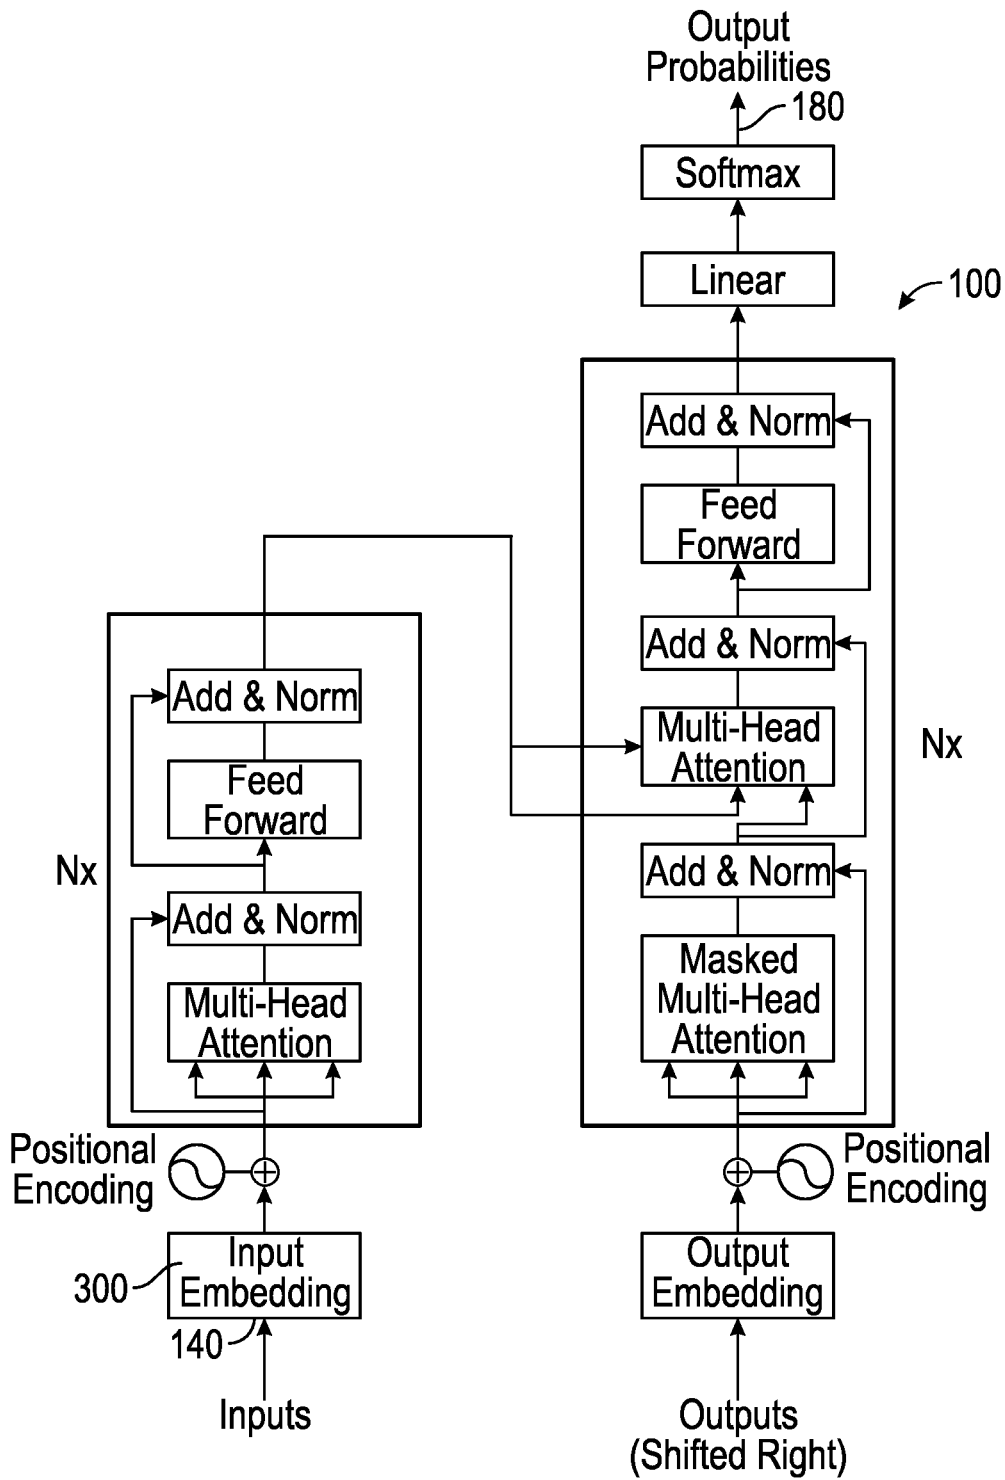 Output
Probabilities
180
Softmax
Linear
100
Add & Norm
Feed
Forward
Add & Norm
Multi-Head
Attention
Nx
Add & Norm
Masked
Multi-Head
Attention
Add & Norm
Feed
Forward
Nx
Add & Norm
Multi-Head
Attention
Positional
Encoding
Positional
Encoding
300
Input
Embedding
140
Output
Embedding
Inputs
Outputs
(Shifted Right)